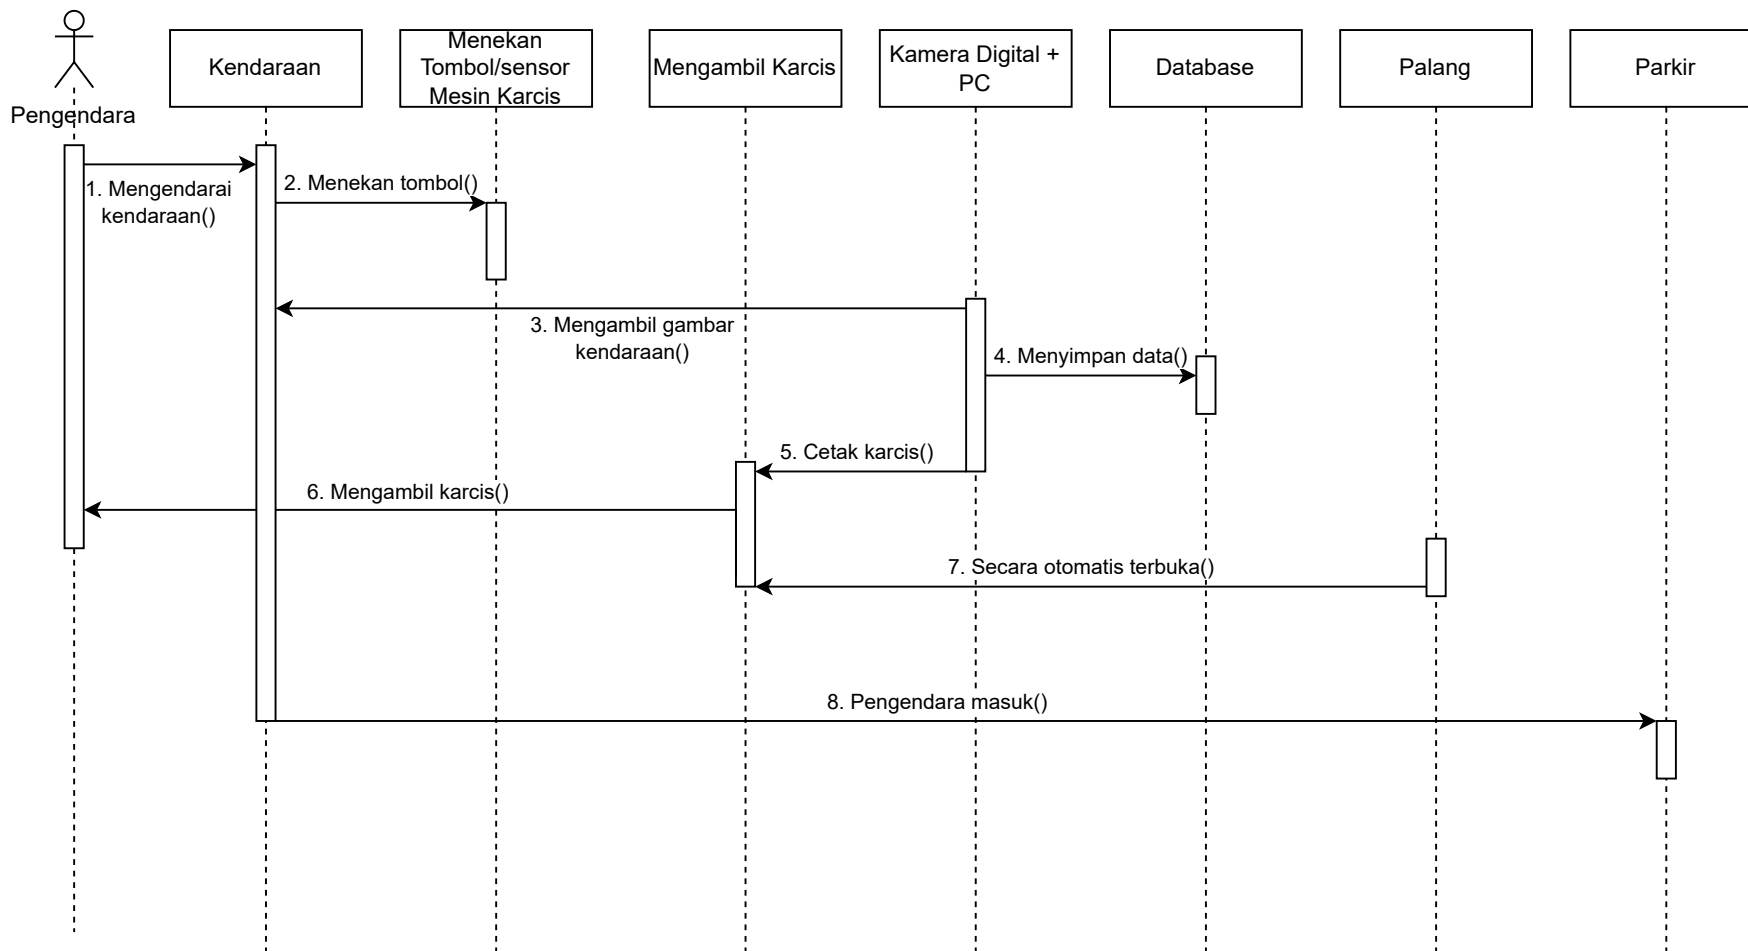 Pengendara
Kendaraan
Menekan
Tombol/sensor
Mesin Karcis
Mengambil Karcis
Kamera Digital +
PC
Database
Palang
Parkir
1. Mengendarai
kendaraan()
2. Menekan tombol()
3. Mengambil gambar
kendaraan()
4. Menyimpan data()
5. Cetak karcis()
6. Mengambil karcis()
7. Secara otomatis terbuka()
8. Pengendara masuk()